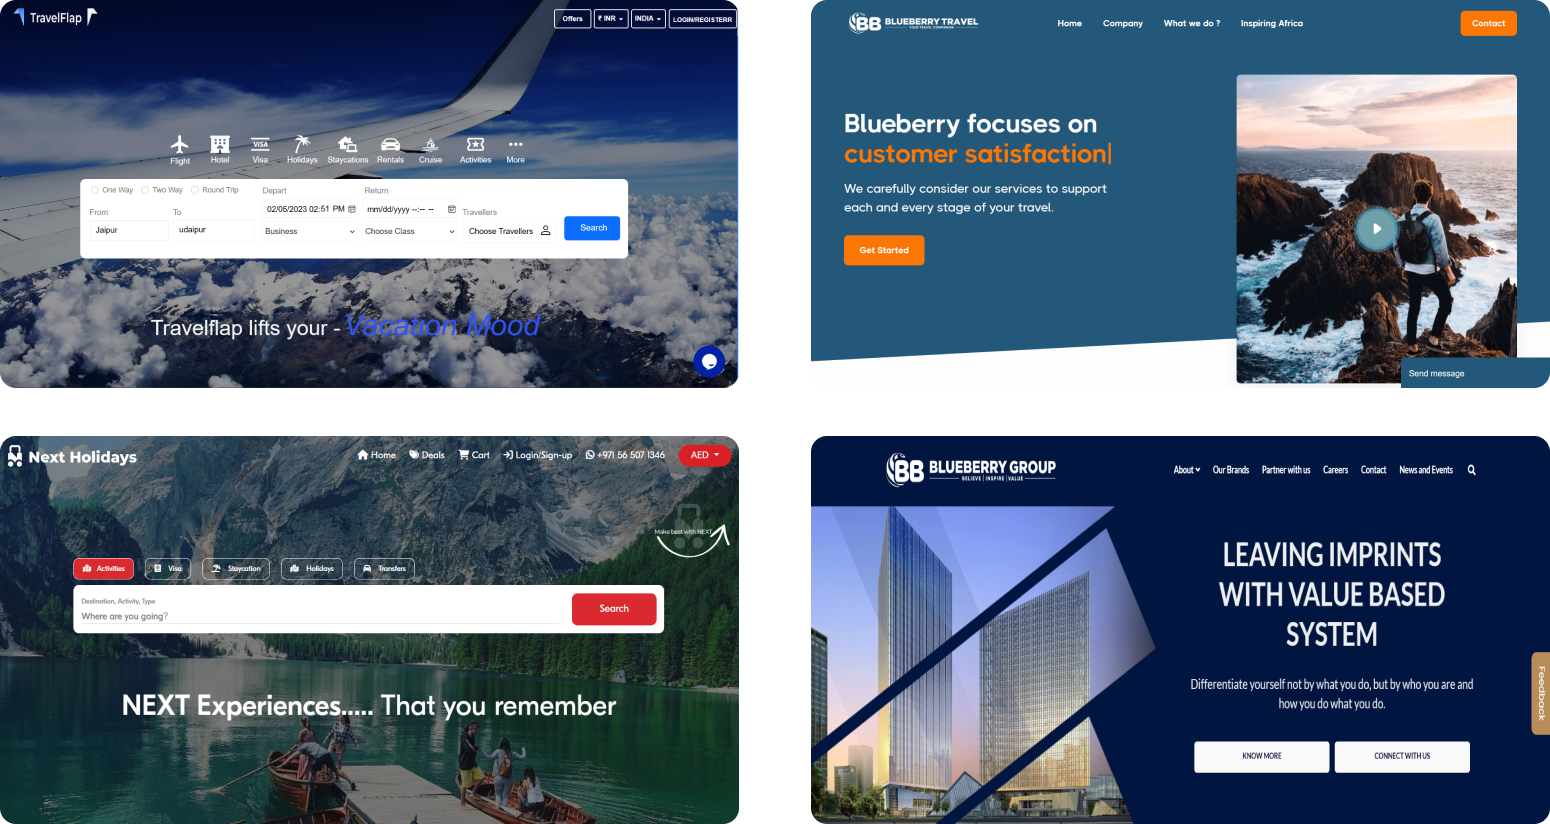 TravelFlap
Offers
₹ INR
INDIA
LOGIN/REGISTERR
Flight
Hotel
VISA
Visa
Holidays
Staycations
Rentals
Cruise
Activities
More
One Way
Two Way
Round Trip
Depart
Return
02/05/2023 02:51 PM
mm/dd/yyyy --:-- --
From
To
Travellers
Jaipur
udaipur
Business
Choose Class
Choose Travellers
Search
Travelflap lifts your - Vacation Mood
BB BLUEBERRY TRAVEL
YOUR TRAVEL COMPANION
Home
Company
What we do ?
Inspiring Africa
Contact
Blueberry focuses on
customer satisfaction|
We carefully consider our services to support
each and every stage of your travel.
Get Started
Send message
Next Holidays
Home
Deals
Cart
Login/Sign-up
+971 56 507 1346
AED
Make best with NEXT
Activities
Visa
Staycation
Holidays
Transfers
Destination, Activity, Type
Where are you going?
Search
NEXT Experiences..... That you remember
BB BLUEBERRY GROUP
BELIEVE | INSPIRE | VALUE
About
Our Brands
Partner with us
Careers
Contact
News and Events
LEAVING IMPRINTS
WITH VALUE BASED
SYSTEM
Differentiate yourself not by what you do, but by who you are and
how you do what you do.
KNOW MORE
CONNECT WITH US
Feedback